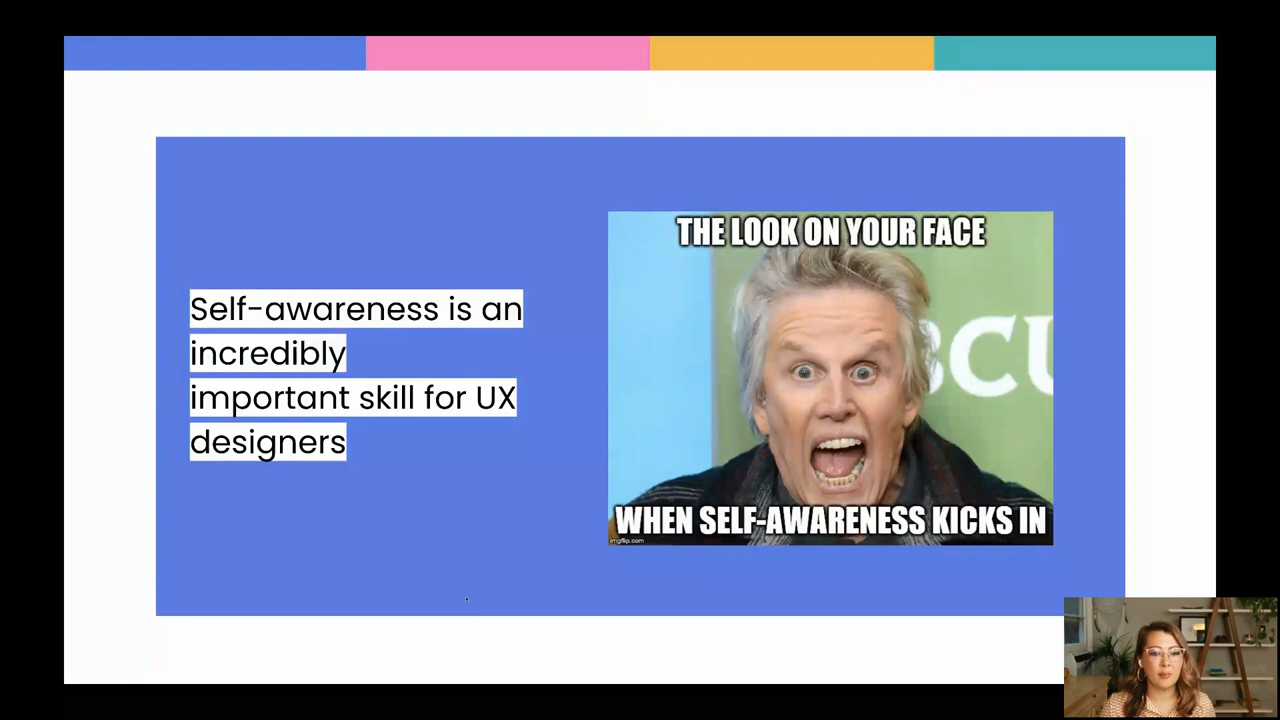 Self-awareness is an
incredibly
important skill for UX
designers
THE LOOK ON YOUR FACE
BCU
WHEN SELF-AWARENESS KICKS IN
imgflip.com